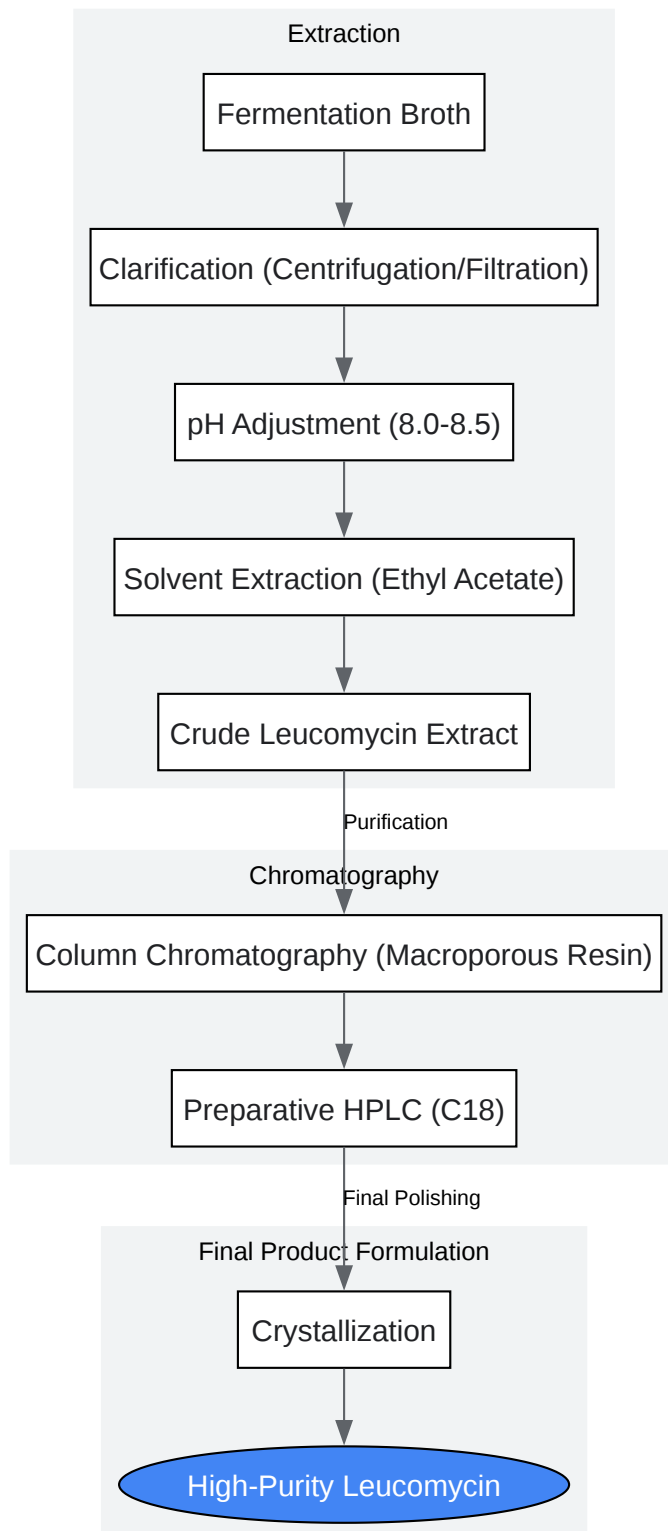 Extraction
Fermentation Broth
Clarification (Centrifugation/Filtration)
pH Adjustment (8.0-8.5)
Solvent Extraction (Ethyl Acetate)
Crude Leucomycin Extract
Purification
Chromatography
Column Chromatography (Macroporous Resin)
Preparative HPLC (C18)
Final Polishing
Final Product Formulation
Crystallization
High-Purity Leucomycin